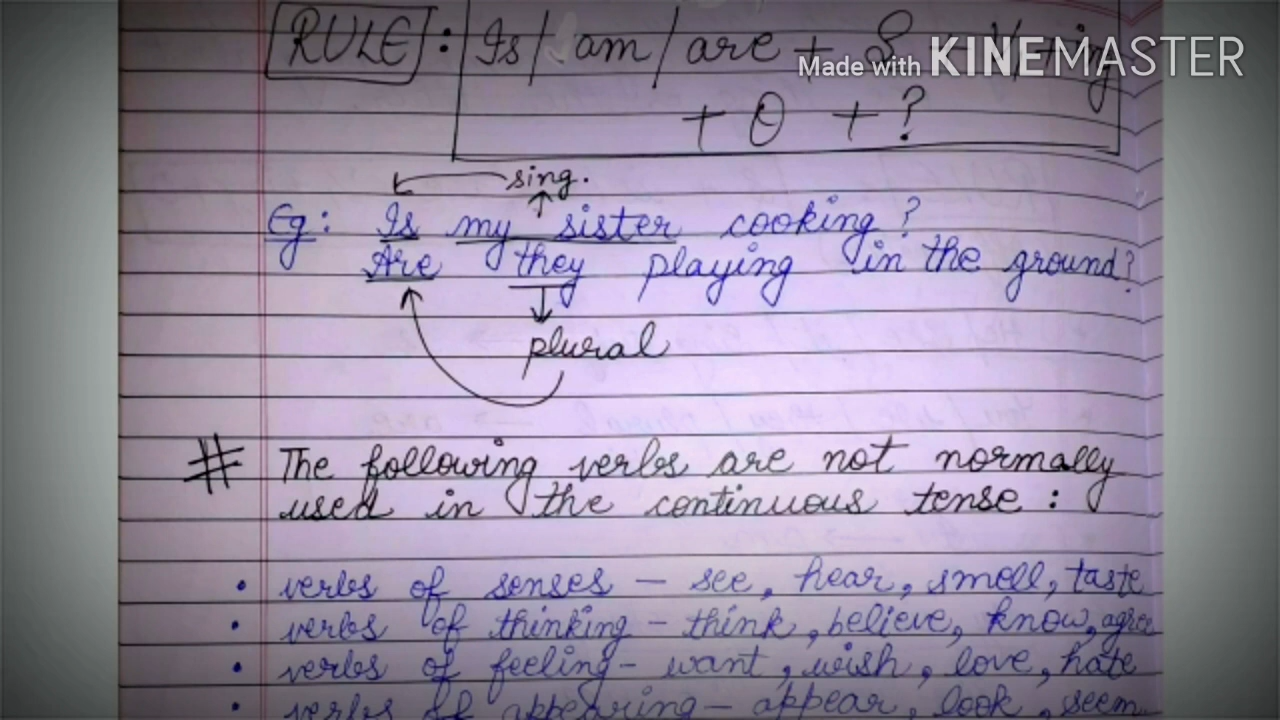 RULE : Is / am / are + S + V + ing
Made with KINEMASTER
+ O + ?
sing.
Eg: Is my sister cooking ?
Are they playing in the ground?
plural
# The following verbs are not normally
used in the continuous tense :
• verbs of senses – see, hear, smell, taste
• verbs of thinking – think, believe, know, agree
• verbs of feeling – want, wish, love, hate
• verbs of appearing – appear, look, seem